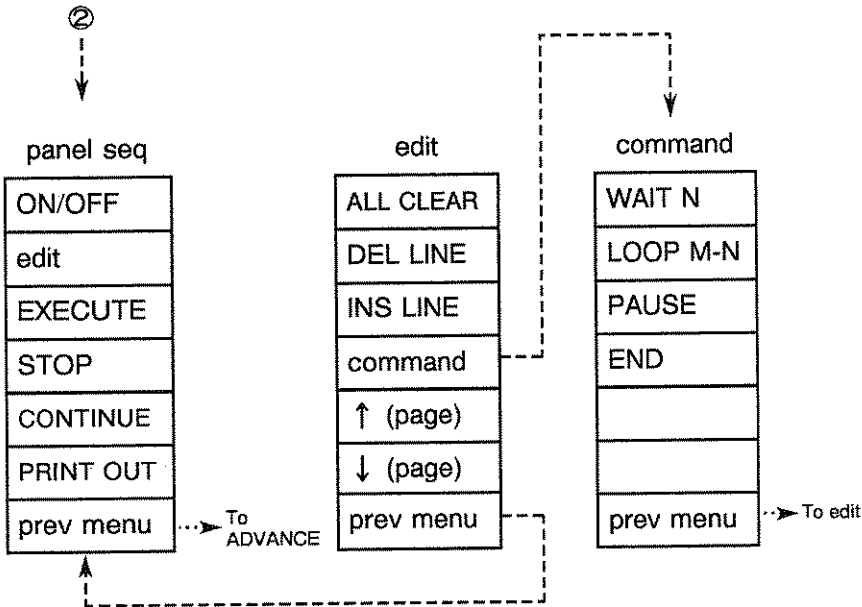 ②
panel seq
ON/OFF
edit
EXECUTE
STOP
CONTINUE
PRINT OUT
prev menu
To
ADVANCE
edit
ALL CLEAR
DEL LINE
INS LINE
command
↑ (page)
↓ (page)
prev menu
command
WAIT N
LOOP M-N
PAUSE
END
prev menu
To edit